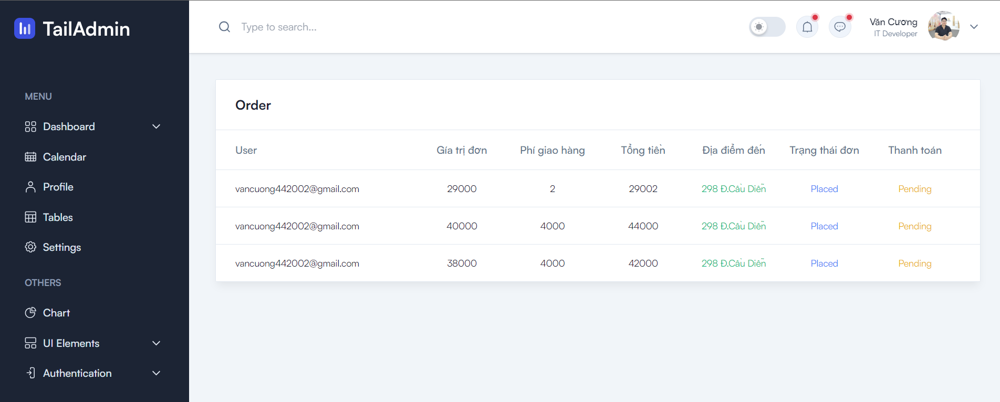 TailAdmin
Type to search...
Văn Cương
IT Developer
MENU
Dashboard
Calendar
Profile
Tables
Settings
OTHERS
Chart
UI Elements
Authentication
Order
User Gía trị đơn Phí giao hàng Tổng tiền Địa điểm đến Trạng thái đơn Thanh toán
vancuong442002@gmail.com 29000 2 29002 298 Đ.Cầu Diễn Placed Pending
vancuong442002@gmail.com 40000 4000 44000 298 Đ.Cầu Diễn Placed Pending
vancuong442002@gmail.com 38000 4000 42000 298 Đ.Cầu Diễn Placed Pending